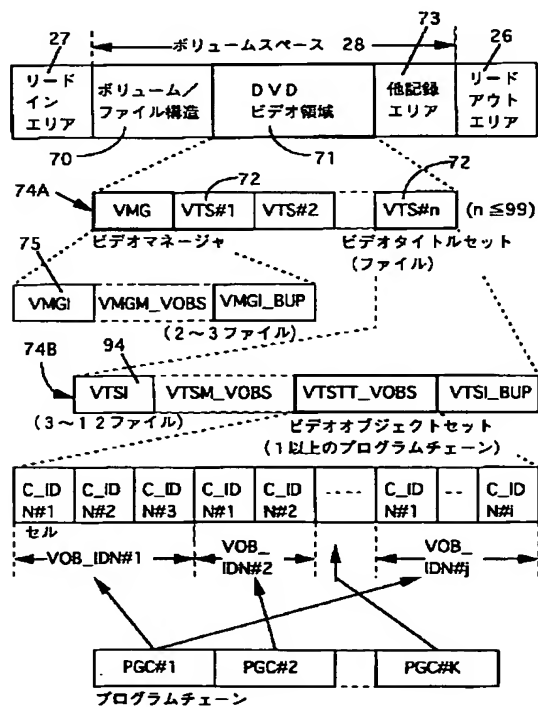 27
ボリュームスペース 28
73
26
リード
イン
エリア
ボリューム/
ファイル構造
DVD
ビデオ領域
他記録
エリア
リード
アウト
エリア
70
71
74A
72
72
VMG
VTS#1
VTS#2
VTS#n
(n≦99)
ビデオマネージャ
ビデオタイトルセット
(ファイル)
75
VMGI
VMGM_VOBS
VMGI_BUP
(2〜3ファイル)
94
74B
VTSI
VTSM_VOBS
VTSTT_VOBS
VTSI_BUP
(3〜12ファイル)
ビデオオブジェクトセット
(1以上のプログラムチェーン)
C_ID
N#1
C_ID
N#2
C_ID
N#3
C_ID
N#1
C_ID
N#2
C_ID
N#1
C_ID
N#i
セル
VOB_IDN#1
VOB_
IDN#2
VOB_
IDN#j
PGC#1
PGC#2
PGC#K
プログラムチェーン